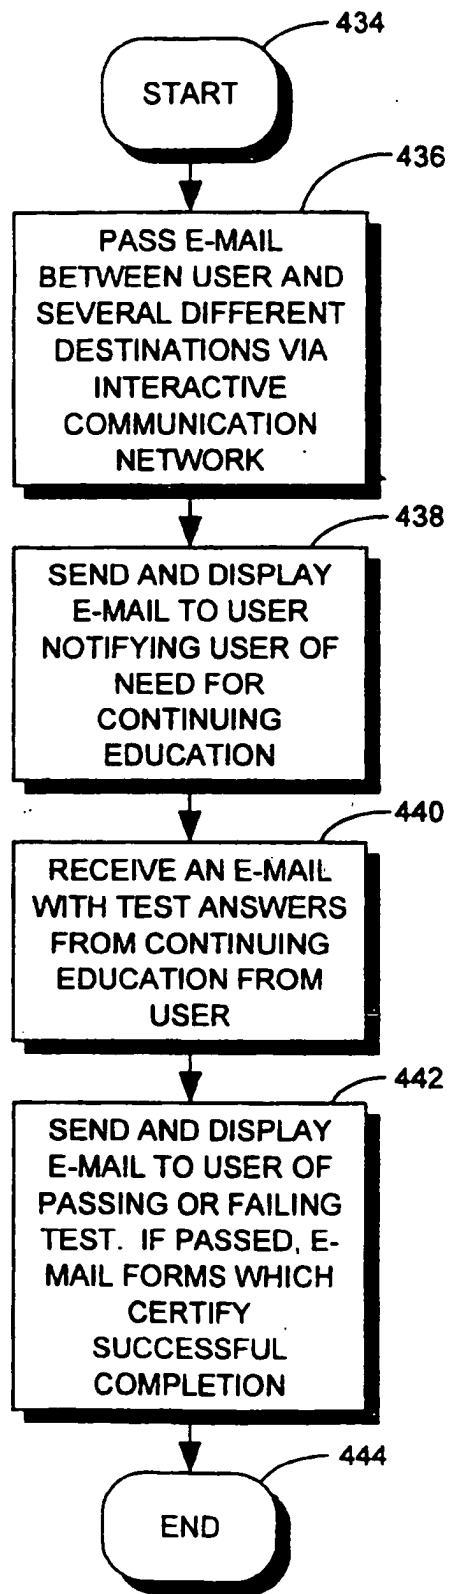 434
START
436
PASS E-MAIL
BETWEEN USER AND
SEVERAL DIFFERENT
DESTINATIONS VIA
INTERACTIVE
COMMUNICATION
NETWORK
438
SEND AND DISPLAY
E-MAIL TO USER
NOTIFYING USER OF
NEED FOR
CONTINUING
EDUCATION
440
RECEIVE AN E-MAIL
WITH TEST ANSWERS
FROM CONTINUING
EDUCATION FROM
USER
442
SEND AND DISPLAY
E-MAIL TO USER OF
PASSING OR FAILING
TEST. IF PASSED, E-
MAIL FORMS WHICH
CERTIFY
SUCCESSFUL
COMPLETION
444
END